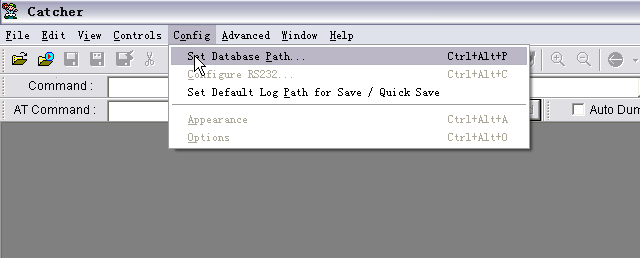 Catcher
File Edit View Controls Config Advanced Window Help
Set Database Path... Ctrl+Alt+P
Configure RS232... Ctrl+Alt+C
Command :
Set Default Log Path for Save / Quick Save
AT Command : Auto Dum
Appearance Ctrl+Alt+A
Options Ctrl+Alt+O